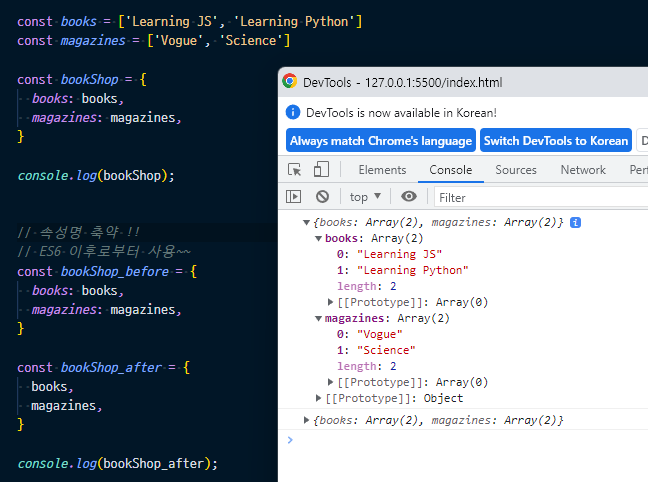 const books = ['Learning JS', 'Learning Python']
const magazines = ['Vogue', 'Science']
const bookShop = {
books: books,
magazines: magazines,
}
console.log(bookShop);
// 속성명 축약 !!
// ES6 이후로부터 사용~~
const bookShop_before = {
books: books,
magazines: magazines,
}
const bookShop_after = {
books,
magazines,
}
console.log(bookShop_after);
DevTools - 127.0.0.1:5500/index.html
DevTools is now available in Korean!
Always match Chrome's language Switch DevTools to Korean D
Elements Console Sources Network Perf
top Filter
{books: Array(2), magazines: Array(2)} i
books: Array(2)
0: "Learning JS"
1: "Learning Python"
length: 2
[[Prototype]]: Array(0)
magazines: Array(2)
0: "Vogue"
1: "Science"
length: 2
[[Prototype]]: Array(0)
[[Prototype]]: Object
{books: Array(2), magazines: Array(2)}